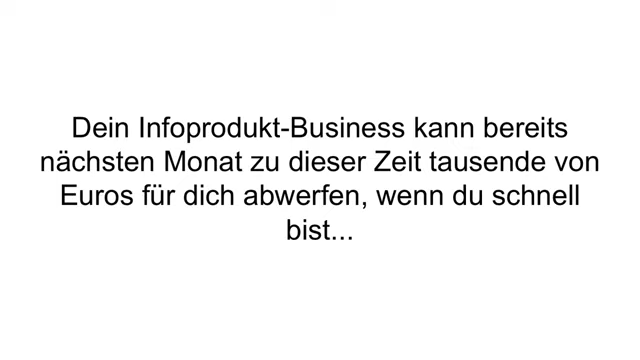 Dein Infoprodukt-Business kann bereits
nächsten Monat zu dieser Zeit tausende von
Euros für dich abwerfen, wenn du schnell
bist...